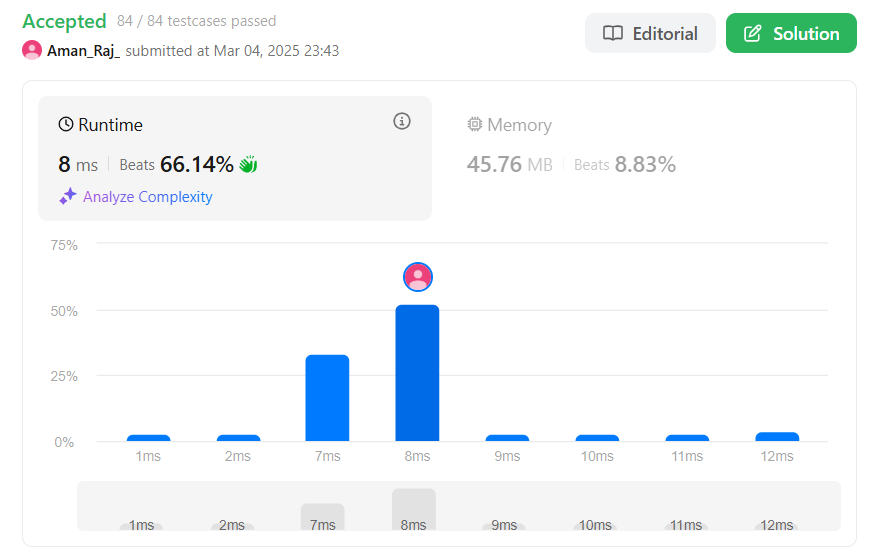 Accepted 84 / 84 testcases passed
Aman_Raj_ submitted at Mar 04, 2025 23:43
Editorial
Solution
Runtime
8 ms Beats 66.14%
Analyze Complexity
Memory
45.76 MB Beats 8.83%
75%
50%
25%
0%
1ms 2ms 7ms 8ms 9ms 10ms 11ms 12ms
1ms 2ms 7ms 8ms 9ms 10ms 11ms 12ms